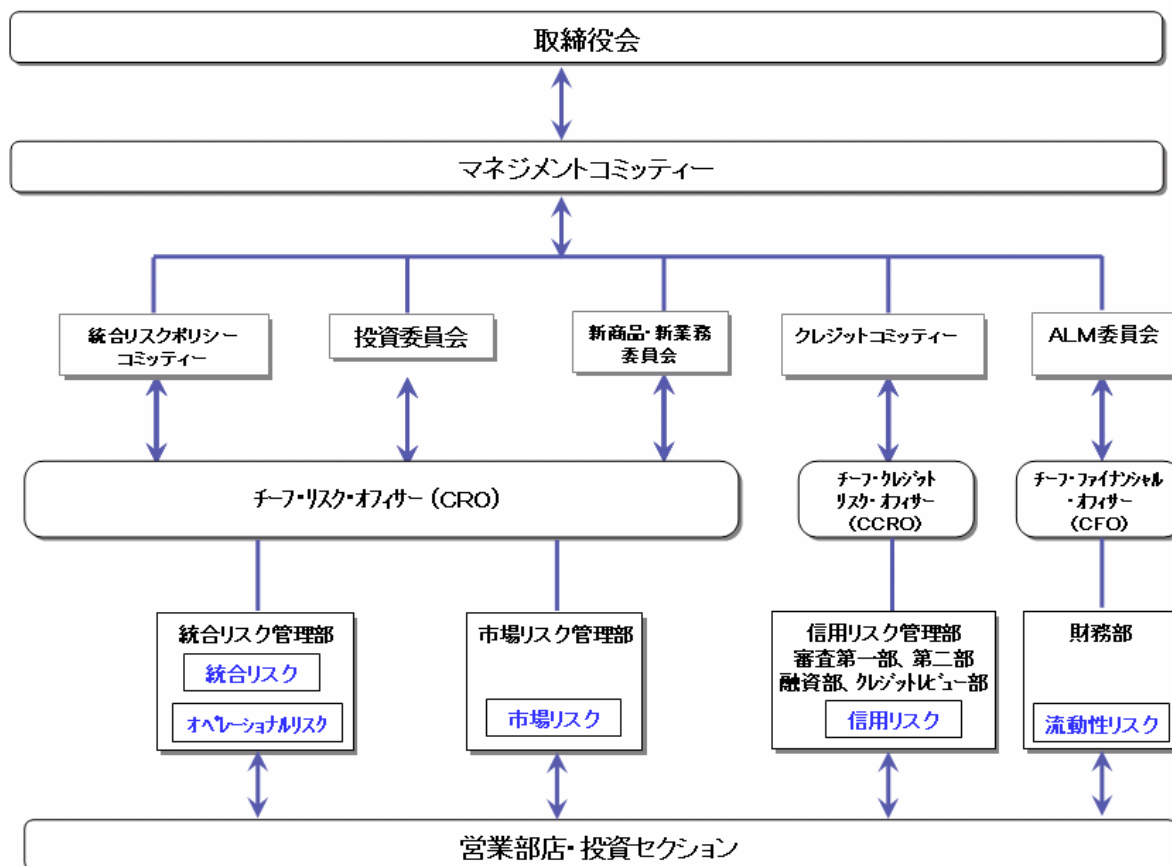 取締役会
マネジメントコミッティー
統合リスクポリシー
コミッティー
投資委員会
新商品・新業務
委員会
クレジットコミッティー
ALM委員会
チーフ・リスク・オフィサー（CRO）
チーフ・クレジット
リスク・オフィサー
（CCRO）
チーフ・ファイナンシャル
・オフィサー
（CFO）
統合リスク管理部
統合リスク
オペレーショナルリスク
市場リスク管理部
市場リスク
信用リスク管理部
審査第一部、第二部
融資部、クレジットレビュー部
信用リスク
財務部
流動性リスク
営業部店・投資セクション